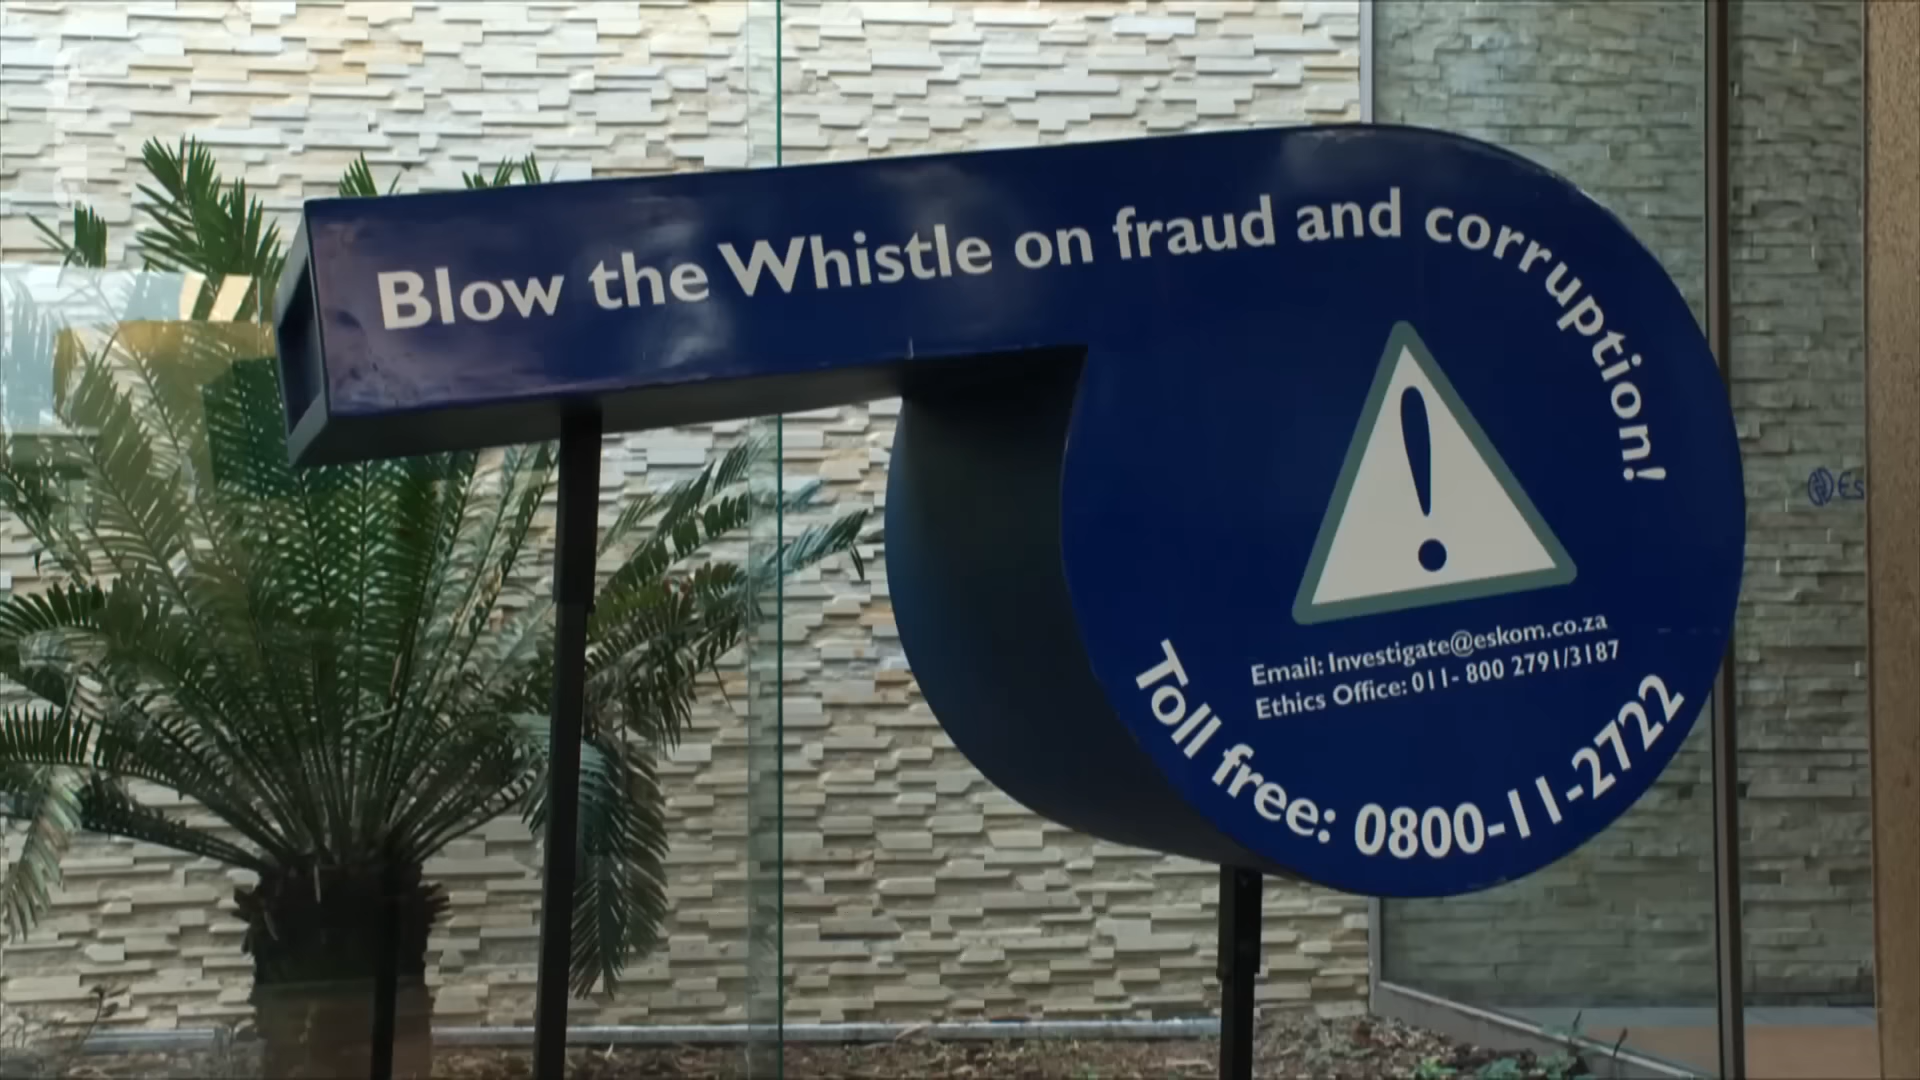 Blow the Whistle on fraud and corruption!
!
Email: Investigate@eskom.co.za
Ethics Office: 011- 800 2791/3187
Toll free: 0800-11-2722
Es